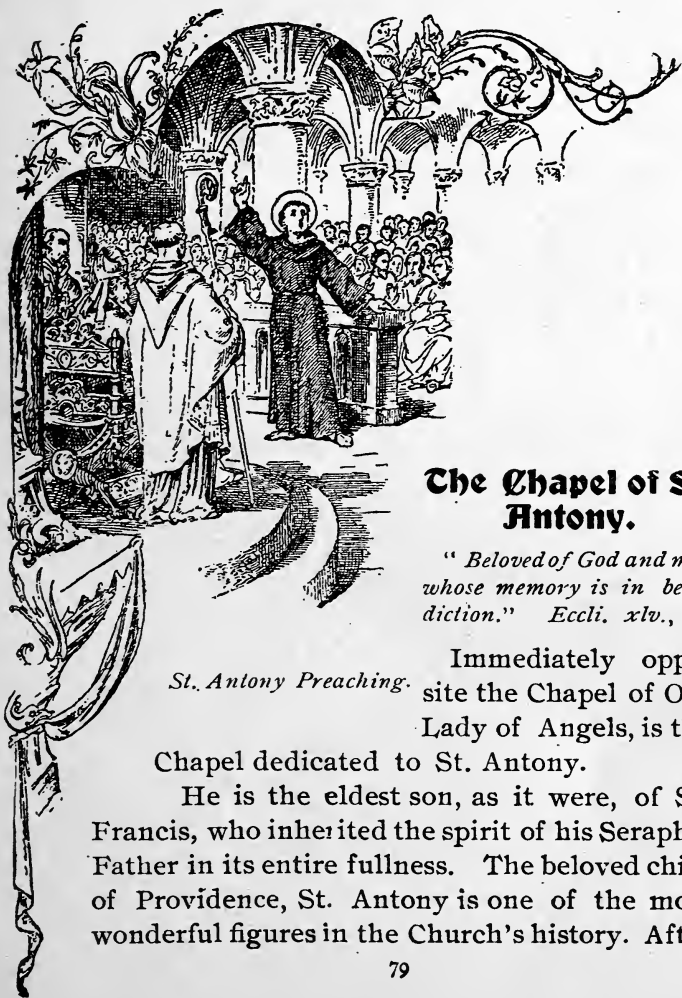 The Chapel of S
Antony.
" Beloved of God and m
whose memory is in be
diction." Eccli. xlv.,
St. Antony Preaching.
Immediately opp
site the Chapel of O
Lady of Angels, is t
Chapel dedicated to St. Antony.
He is the eldest son, as it were, of S
Francis, who inherited the spirit of his Seraph
Father in its entire fullness. The beloved chi
of Providence, St. Antony is one of the mo
wonderful figures in the Church's history. Aft
79